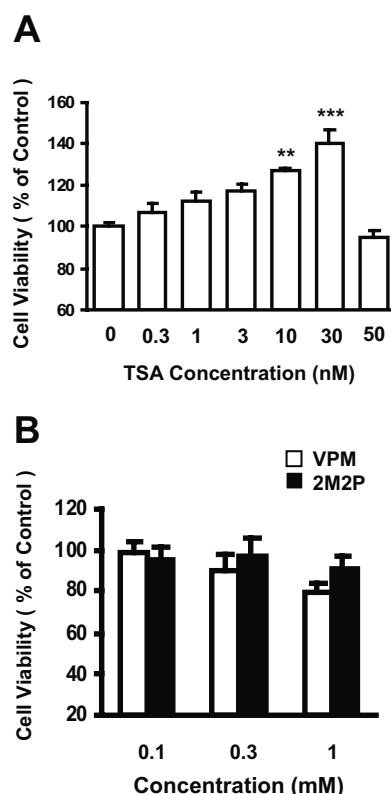 A
Cell Viability ( % of Control )
160
140
120
100
80
60
**
***
0 0.3 1 3 10 30 50
TSA Concentration (nM)
B
VPM
2M2P
Cell Viability ( % of Control )
120
100
80
60
40
20
0.1 0.3 1
Concentration (mM)